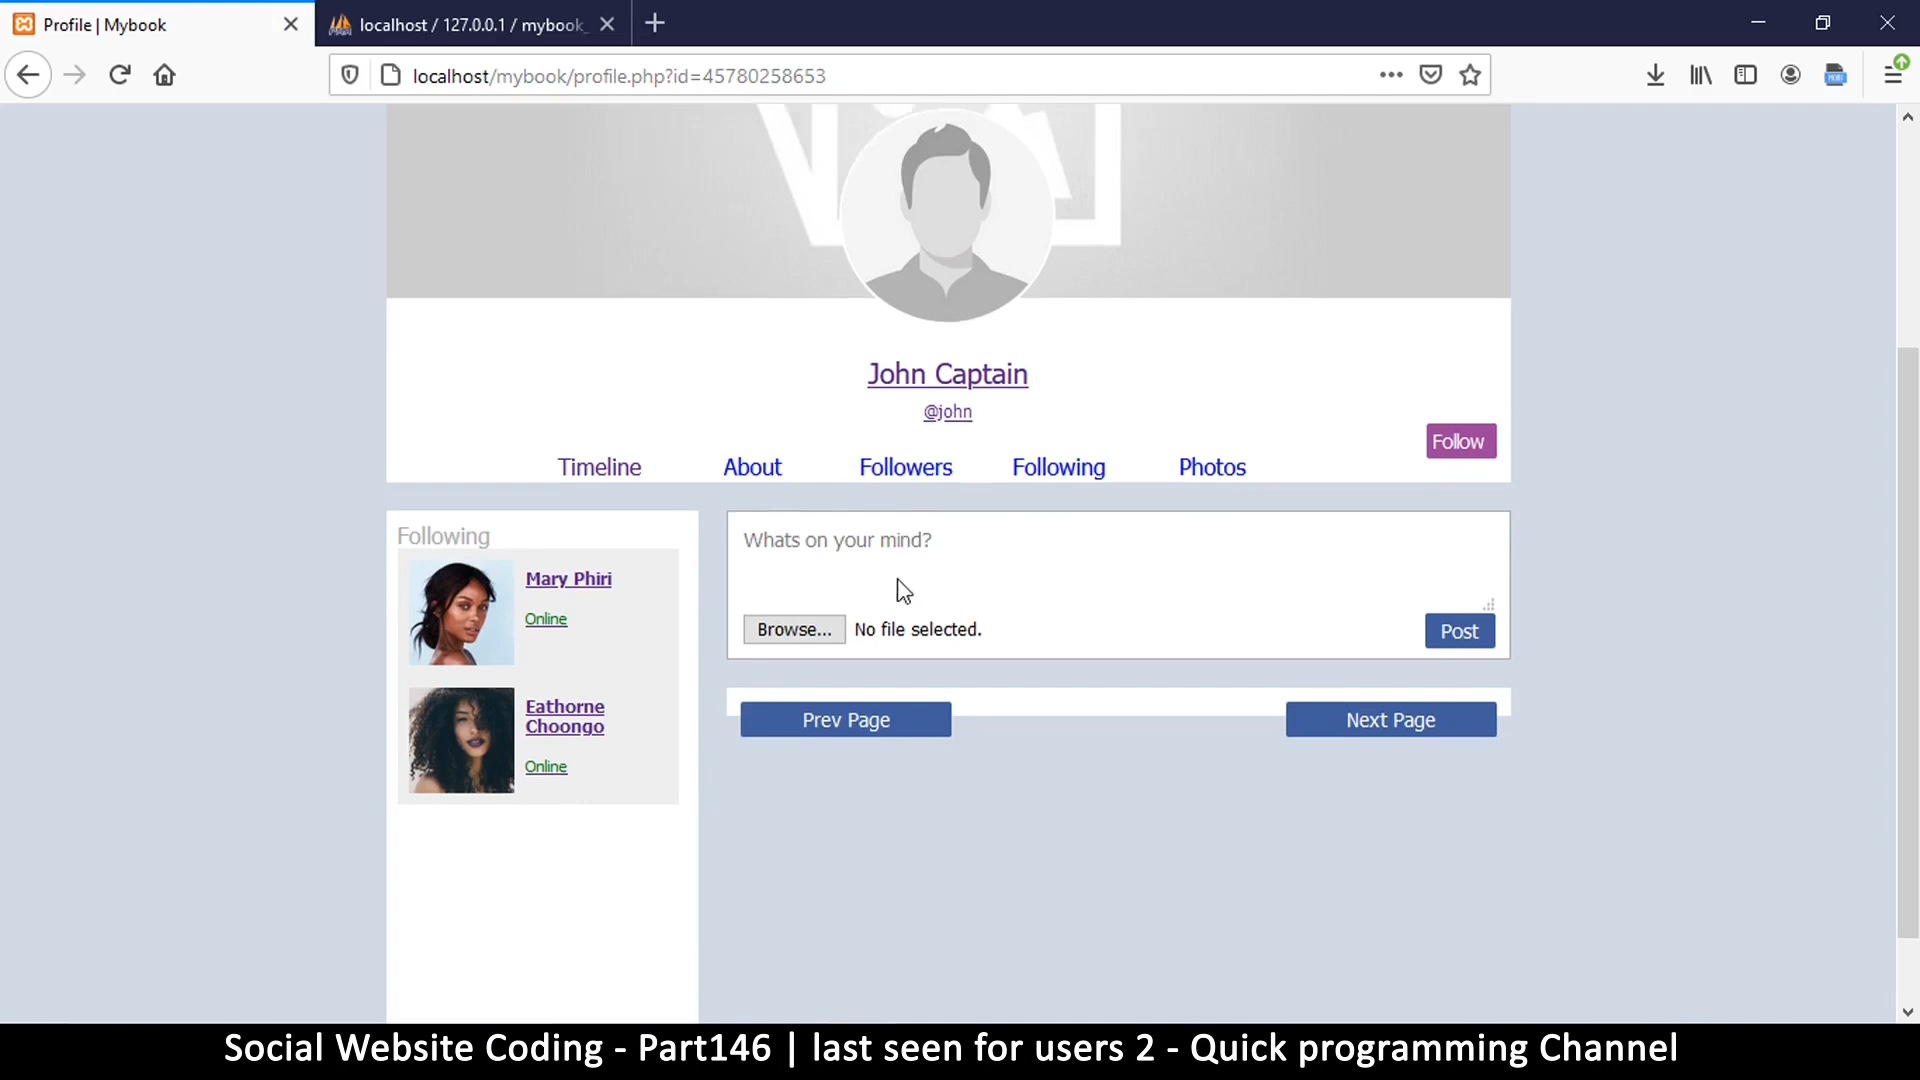 Profile | Mybook
localhost / 127.0.0.1 / mybook_
localhost/mybook/profile.php?id=45780258653
John Captain
@john
Follow
Timeline About Followers Following Photos
Following
Mary Phiri
Online
Eathorne
Choongo
Online
Whats on your mind?
Browse... No file selected.
Post
Prev Page
Next Page
Social Website Coding - Part146 | last seen for users 2 - Quick programming Channel